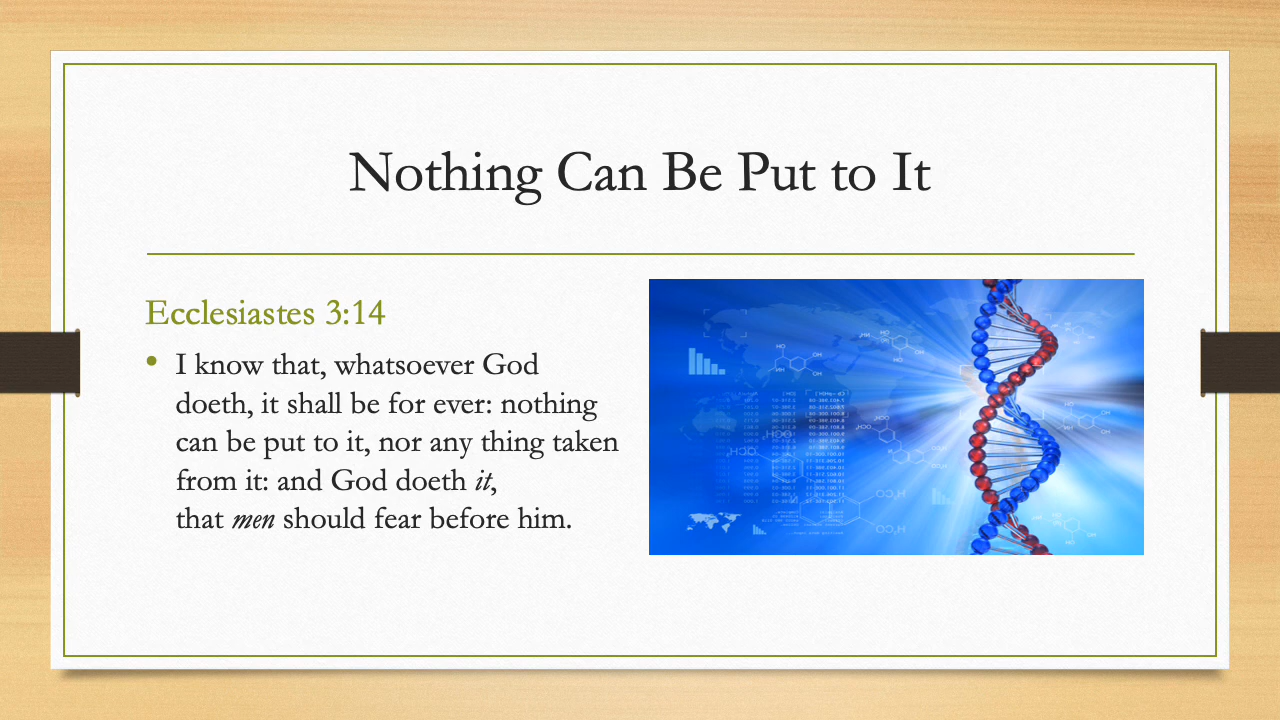 Nothing Can Be Put to It
Ecclesiastes 3:14
• I know that, whatsoever God
doeth, it shall be for ever: nothing
can be put to it, nor any thing taken
from it: and God doeth it,
that men should fear before him.